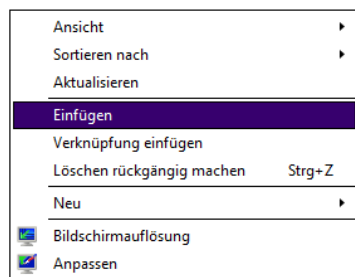 Ansicht
Sortieren nach
Aktualisieren
Einfügen
Verknüpfung einfügen
Löschen rückgängig machen Strg+Z
Neu
Bildschirmauflösung
Anpassen